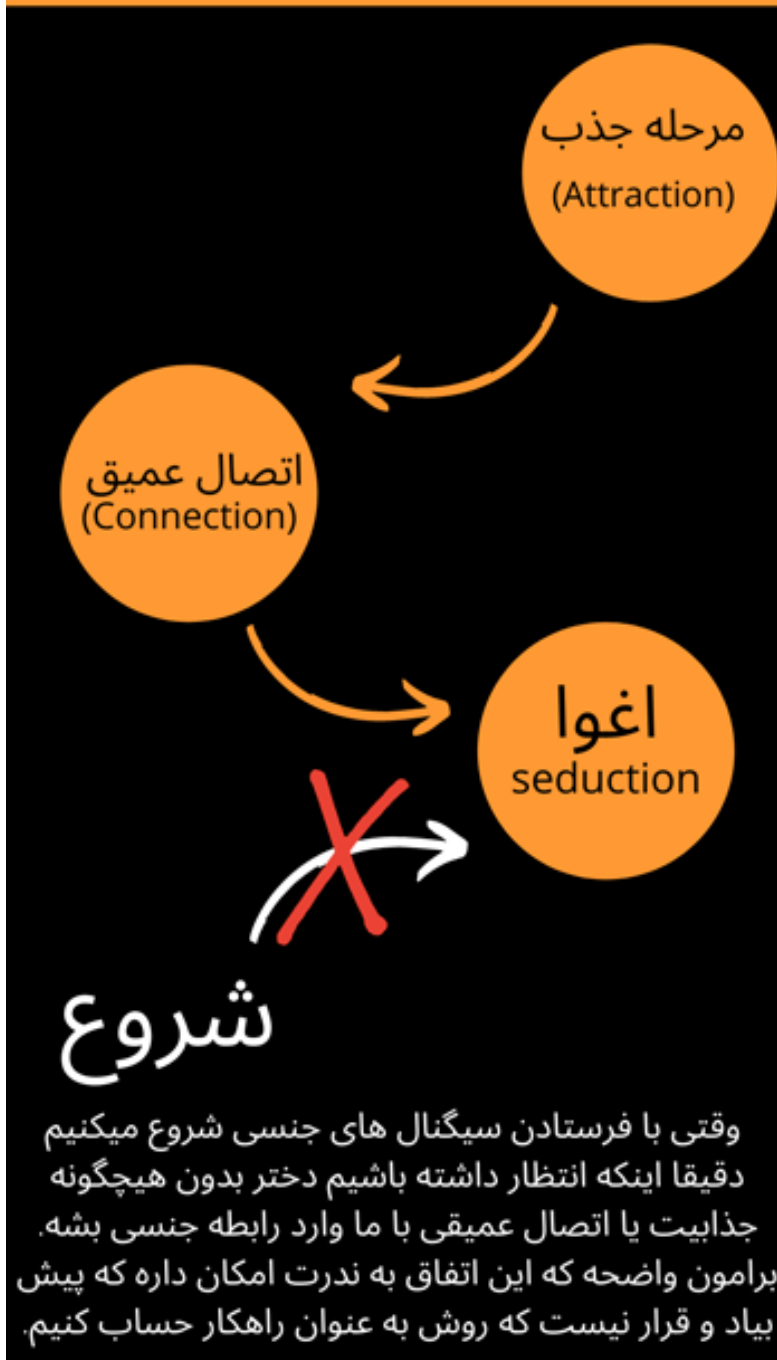 مرحله جذب
(Attraction)
اتصال عمیق
(Connection)
اغوا
seduction
شروع
وقتی با فرستادن سیگنال های جنسی شروع میکنیم
دقیقا اینکه انتظار داشته باشیم دختر بدون هیچگونه
جذابیت یا اتصال عمیقی با ما وارد رابطه جنسی بشه.
برامون واضحه که این اتفاق به ندرت امکان داره که پیش
بیاد و قرار نیست که روش به عنوان راهکار حساب کنیم.